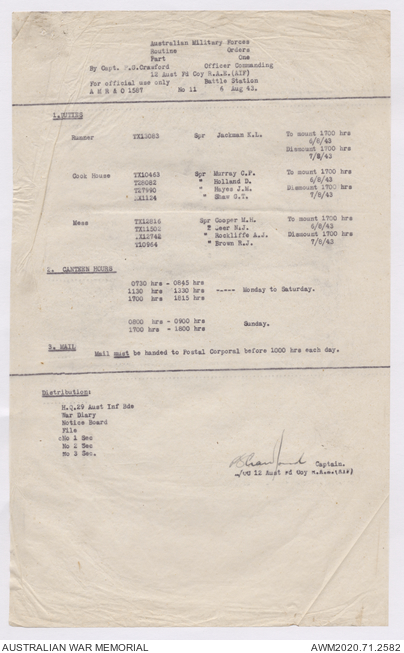 Australian Military Forces
Routine Orders
Part One
By Capt. Crawford Officer Commanding
12 Aust Fd Coy R.A.E.(AIF)
For official use only Battle Station
A M R & O 1587 No 11 6 Aug 43.
1. DUTIES
Runner TX13083 Spr Jackman K.L. To mount 1700 hrs
6/8/43
Dismount 1700 hrs
7/8/43
Cook House TX10463 Spr Murray C.P. To mount 1700 hrs
T28082 " Holland D. 6/8/43
T27990 " Hayes J.M. Dismount 1700 hrs
" Shaw G.T. 7/8/43
Mess TX12816 Spr Cooper M.H. To mount 1700 hrs
TX11502 " R.J. 6/8/43
" Rockliffe A.J. Dismount 1700 hrs
V10964 " Brown R.J. 7/8/43
2. CANTEEN HOURS
0730 hrs - 0845 hrs
1130 hrs 1330 hrs ----- Monday to Saturday.
1700 hrs 1815 hrs
0800 hrs - 0900 hrs Sunday.
1700 hrs - 1800 hrs
3. MAIL
Mail must be handed to Postal Corporal before 1000 hrs each day.
Distribution:
H.Q.29 Aust Inf Bde
War Diary
Notice Board
File
No 1 Sec
No 2 Sec
No 3 Sec.
Captain.
12 Aust Fd Coy R.A.E.(AIF)
AUSTRALIAN WAR MEMORIAL AWM2020.71.2582